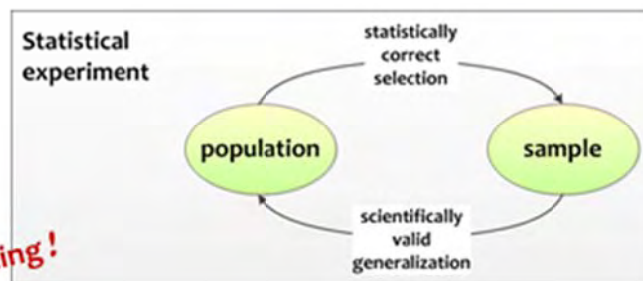 Statistical
experiment
statistically
correct
selection
population
sample
scientifically
valid
generalization
ing!